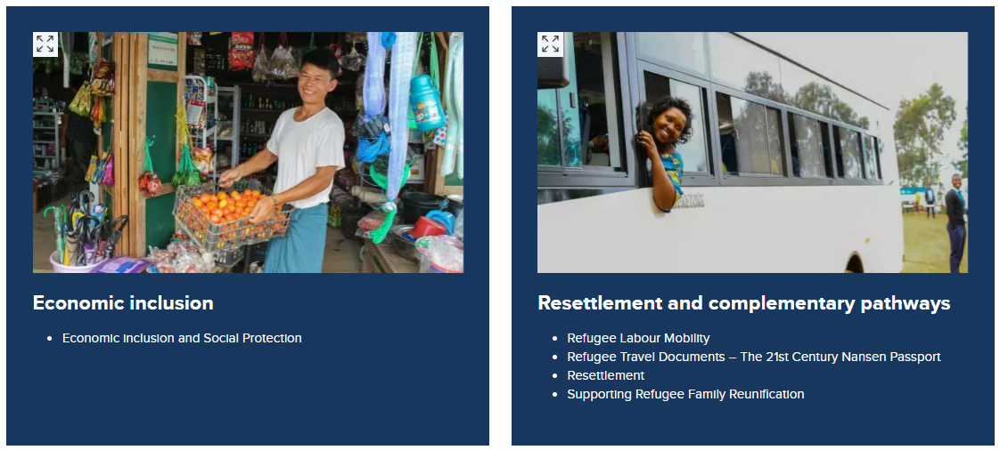 Economic inclusion
Economic Inclusion and Social Protection
Resettlement and complementary pathways
Refugee Labour Mobility
Refugee Travel Documents – The 21st Century Nansen Passport
Resettlement
Supporting Refugee Family Reunification